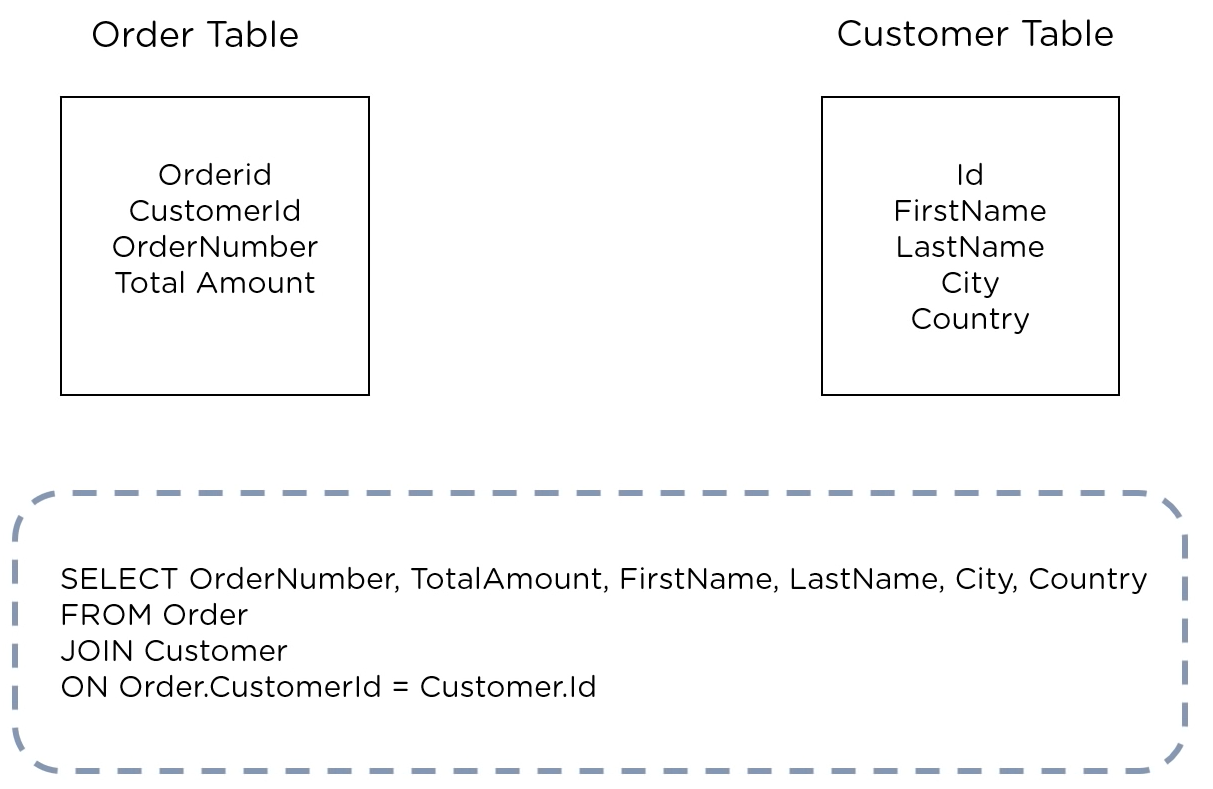 Order Table
Customer Table
Orderid
CustomerId
OrderNumber
Total Amount
Id
FirstName
LastName
City
Country
SELECT OrderNumber, TotalAmount, FirstName, LastName, City, Country
FROM Order
JOIN Customer
ON Order.CustomerId = Customer.Id